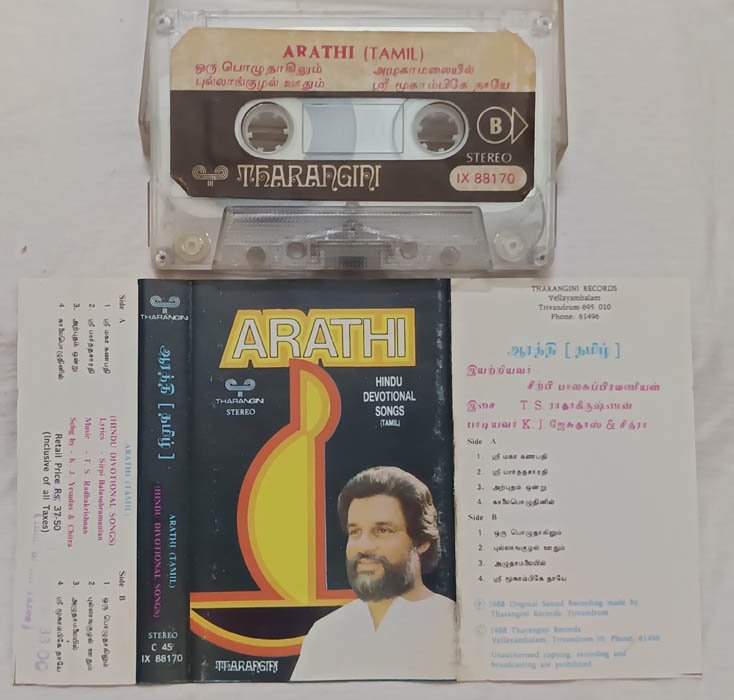 ARATHI (TAMIL)
ஒரு பொழுதாகிலும் அழுகாமலையில்
புல்லாங்குழல் ஊதும் ஸ்ரீ மூகாம்பிகே தாயே
B
STEREO
THARANGINI
IX 88170
Side A
1 ஸ்ரீ மகா கணபதி
2 ஸ்ரீ பார்த்தசாரதி
3. அற்புதம் ஒன்று
4 காலைபொழுதினில்
Side B
1 ஒரு பொழுதாகிலும்
2 புல்லாங்குழல் ஊதும்
3. அழுதாமலையில்
4 ஸ்ரீ மூகாம்பிகே தாயே
ARATHI (TAMIL)
(HINDU DEVOTIONAL SONGS)
Lyrics - Sirpi Balasubramanian
Music - T S Radhakrishnan
Song by - K J Yesudas & Chitra
Retail Price Rs 37-50
(Inclusive of all Taxes)
THARANGINI
ஆரத்தி [ தமிழ் ]
ARATHI (TAMIL)
(HINDU DEVOTIONAL SONGS)
STEREO
C 45
IX 88170
ARATHI
THARANGINI
STEREO
HINDU
DEVOTIONAL
SONGS
(TAMIL)
THARANGINI
THARANGINI RECORDS
Vellayambalam
Trivandrum-695 010
Phone: 61496
ஆரத்தி [ தமிழ் ]
இயற்றியவர்
சிற்பி பாலசுப்பிரமணியன்
இசை T. S. ராதாகிருஷ்ணன்
பாடியவர் K. J ஜேசுதாஸ் & சித்ரா
Side A
1. ஸ்ரீ மகா கணபதி
2. ஸ்ரீ பார்த்தசாரதி
3. அற்புதம் ஒன்று
4 காலைபொழுதினில்
Side B
1 ஒரு பொழுதாகிலும்
2 புல்லாங்குழல் ஊதும்
3. அழுதாமலையில்
4 ஸ்ரீ மூகாம்பிகே தாயே
Ⓟ 1988 Original Sound Recording made by
Tharangini Records Trivandrum
© 1988 Tharangini Records
Vellayambalam, Trivandrum-10, Phone, 61496
Unauthorised copying, recording and
broadcasting are prohibited